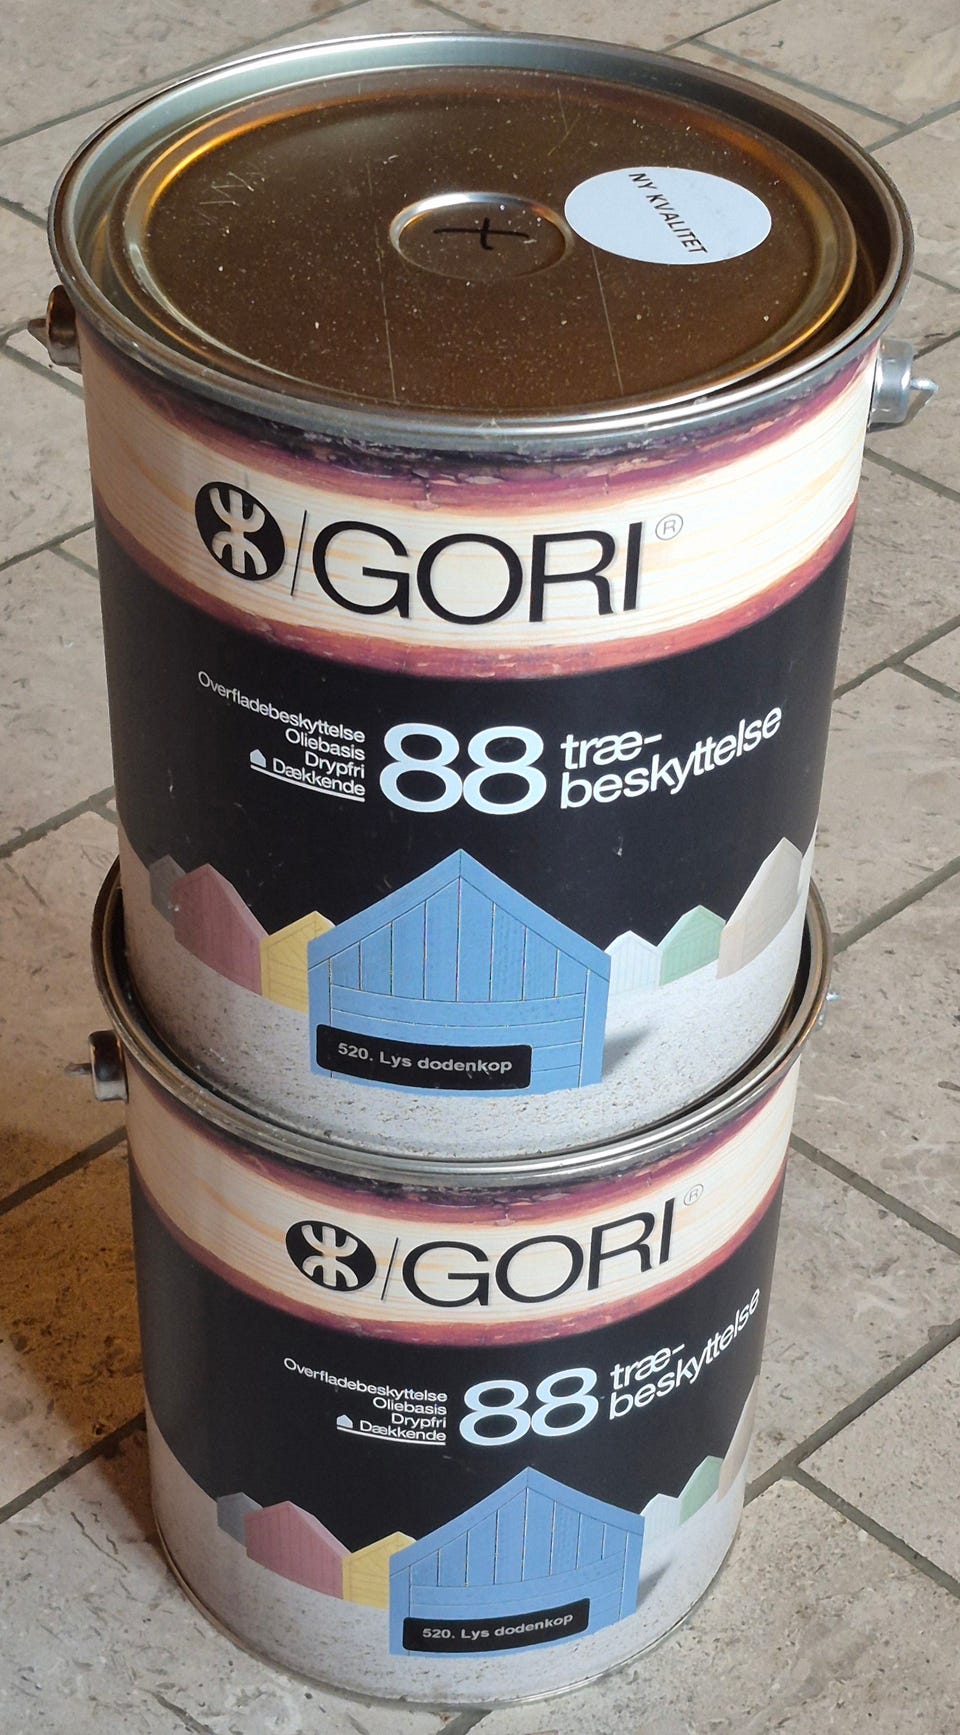 NY KVALITET
GORI®
Overfladebeskyttelse
Oliebasis
Drypfri
Dækkende
88
træ-
beskyttelse
520. Lys dodenkop
GORI®
Overfladebeskyttelse
Oliebasis
Drypfri
Dækkende
88
træ-
beskyttelse
520. Lys dodenkop